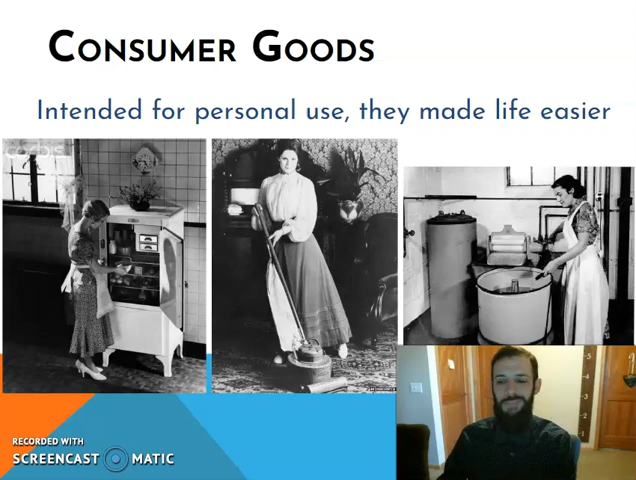 Consumer Goods
Intended for personal use, they made life easier
RECORDED WITH
SCREENCAST MATIC